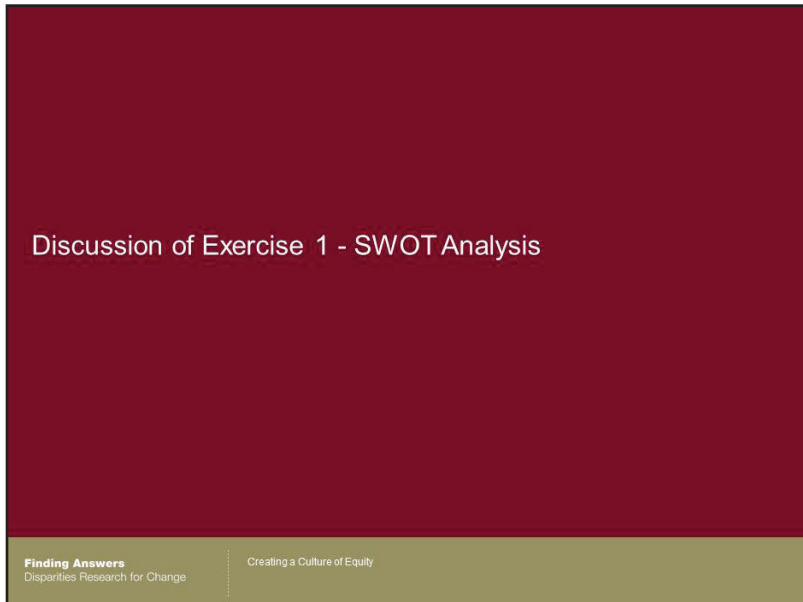 Discussion of Exercise 1 - SWOT Analysis
Finding Answers
Disparities Research for Change
Creating a Culture of Equity